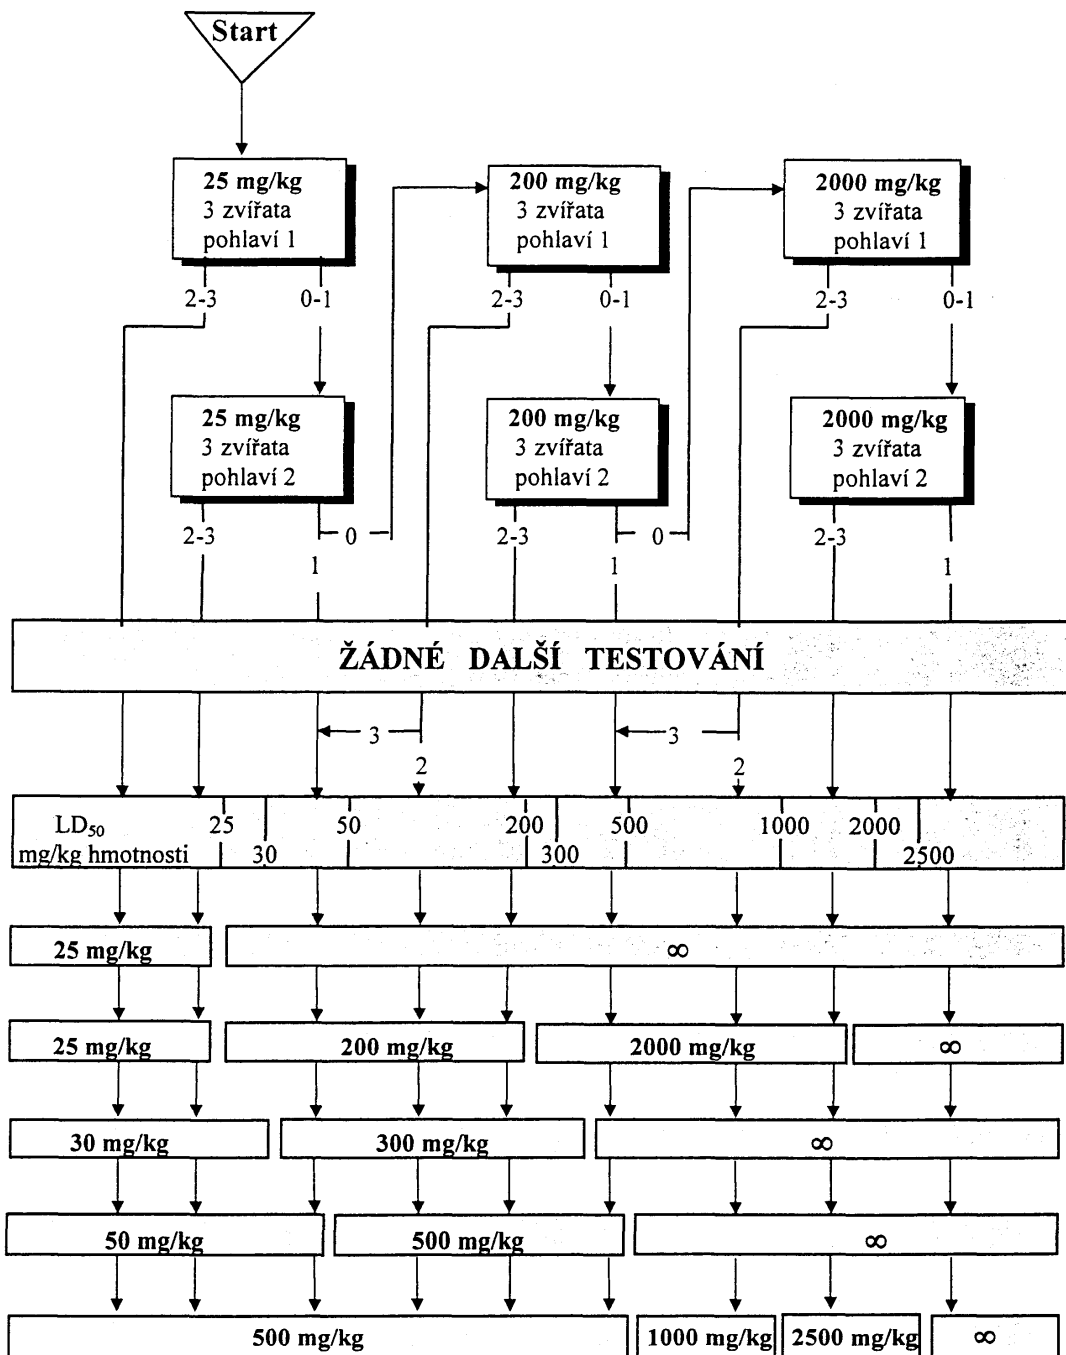 Start
25 mg/kg
3 zvířata
pohlaví 1
200 mg/kg
3 zvířata
pohlaví 1
2000 mg/kg
3 zvířata
pohlaví 1
2-3 0-1 2-3 0-1 2-3 0-1
25 mg/kg
3 zvířata
pohlaví 2
200 mg/kg
3 zvířata
pohlaví 2
2000 mg/kg
3 zvířata
pohlaví 2
2-3 0 2-3 0 2-3
1 1 1
ŽÁDNÉ DALŠÍ TESTOVÁNÍ
3 3
2 2
LD₅₀ 25 50 200 500 1000 2000
mg/kg hmotnosti 30 300 2500
25 mg/kg ∞
25 mg/kg 200 mg/kg 2000 mg/kg ∞
30 mg/kg 300 mg/kg ∞
50 mg/kg 500 mg/kg ∞
500 mg/kg 1000 mg/kg 2500 mg/kg ∞